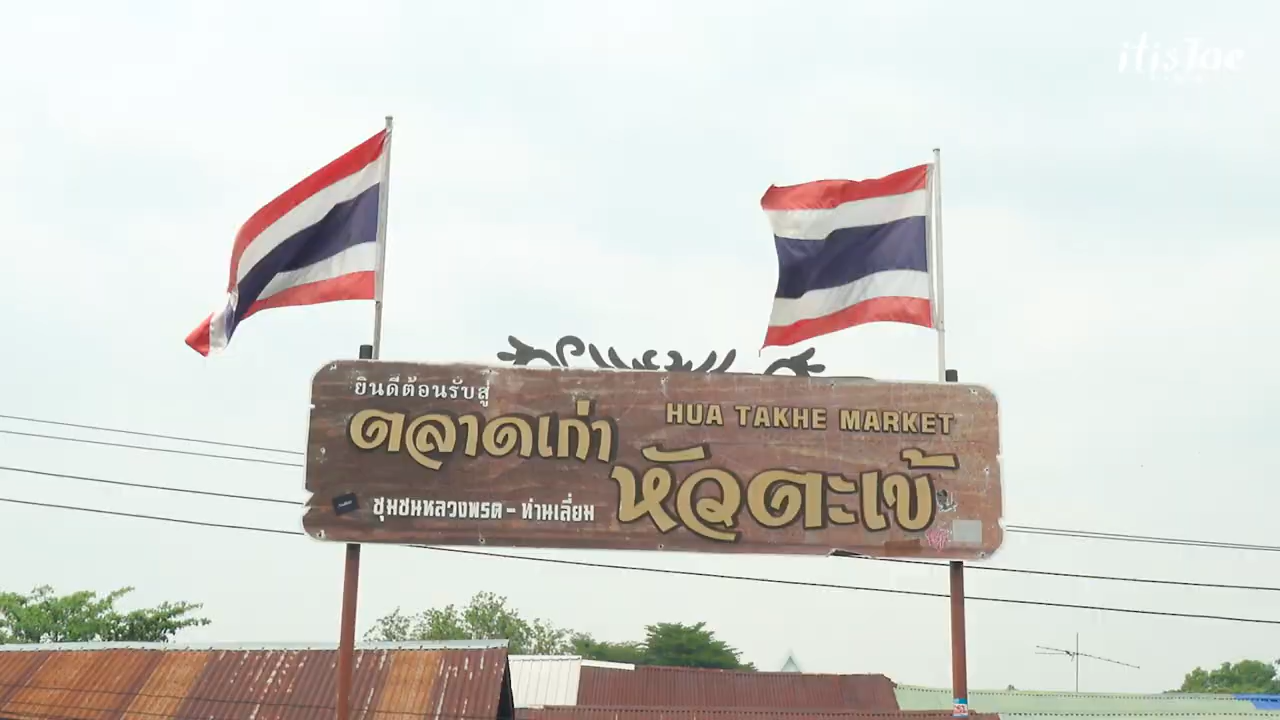 itisTae
ยินดีต้อนรับสู่
ตลาดเก่า
HUA TAKHE MARKET
หัวตะเข้
ชุมชนหลวงพรต - ท่านเลี่ยม